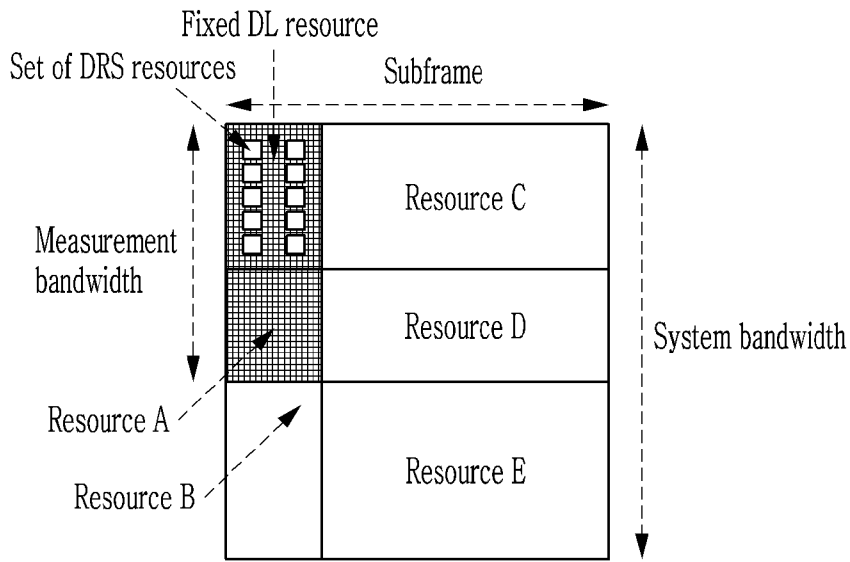 Fixed DL resource
Set of DRS resources
Subframe
Resource C
Measurement
bandwidth
Resource D
System bandwidth
Resource A
Resource B
Resource E